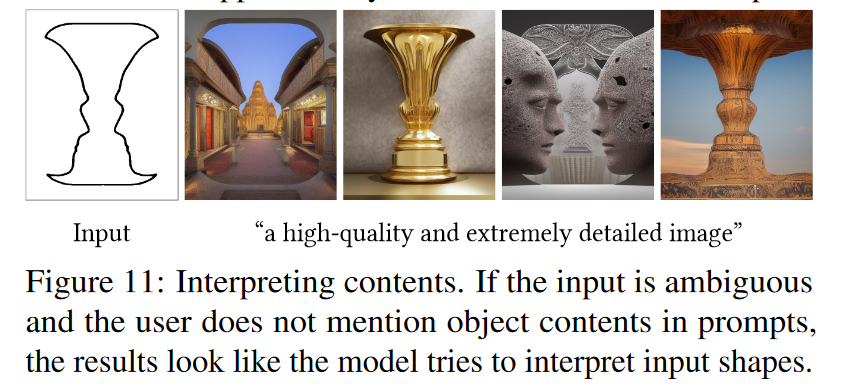 Input
“a high-quality and extremely detailed image”
Figure 11: Interpreting contents. If the input is ambiguous
and the user does not mention object contents in prompts,
the results look like the model tries to interpret input shapes.